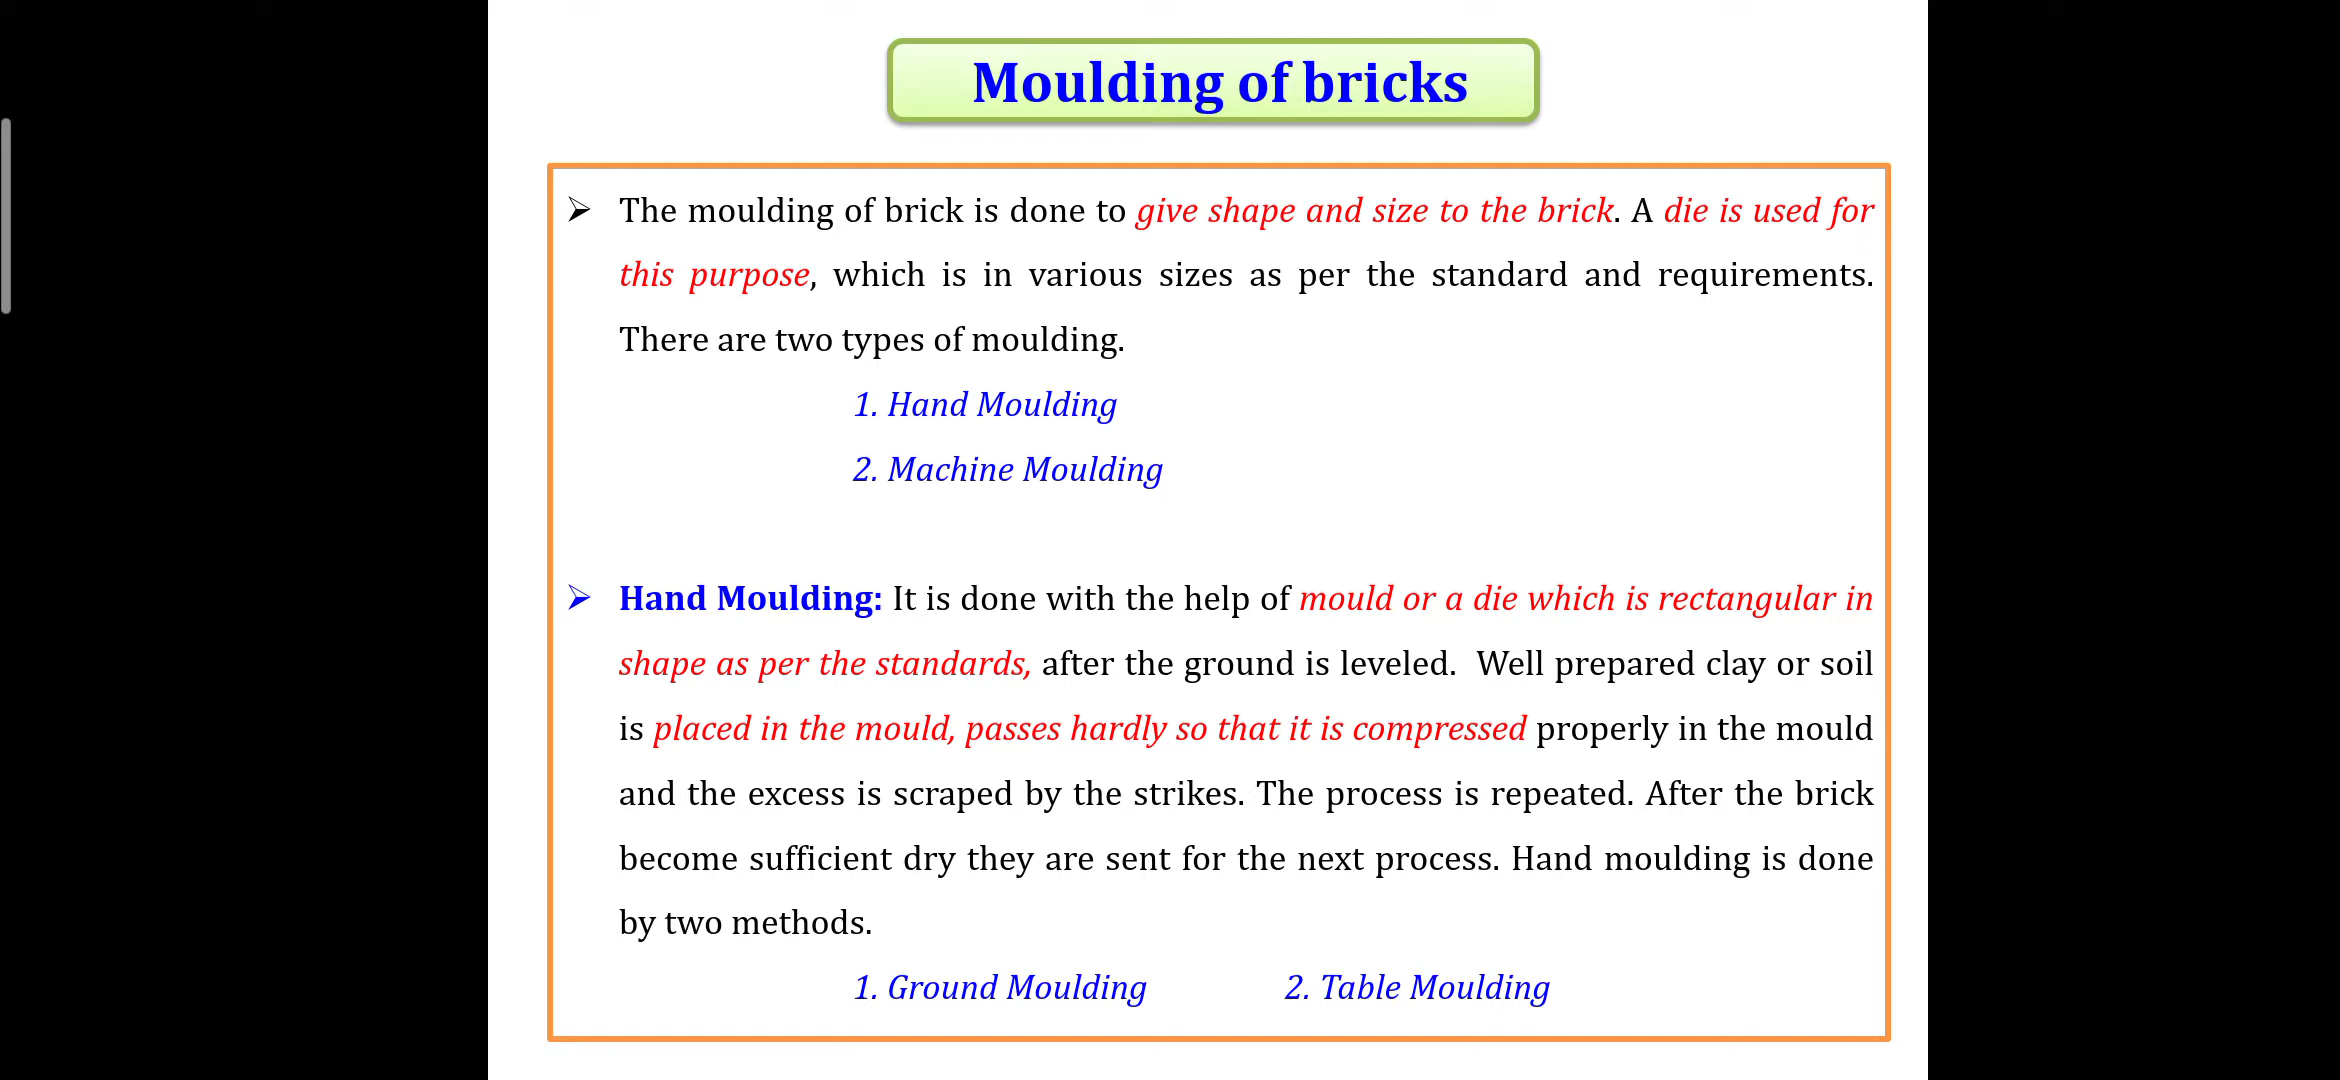 Moulding of bricks
➢ The moulding of brick is done to give shape and size to the brick. A die is used for
this purpose, which is in various sizes as per the standard and requirements.
There are two types of moulding.
1. Hand Moulding
2. Machine Moulding
➢ Hand Moulding: It is done with the help of mould or a die which is rectangular in
shape as per the standards, after the ground is leveled. Well prepared clay or soil
is placed in the mould, passes hardly so that it is compressed properly in the mould
and the excess is scraped by the strikes. The process is repeated. After the brick
become sufficient dry they are sent for the next process. Hand moulding is done
by two methods.
1. Ground Moulding 2. Table Moulding